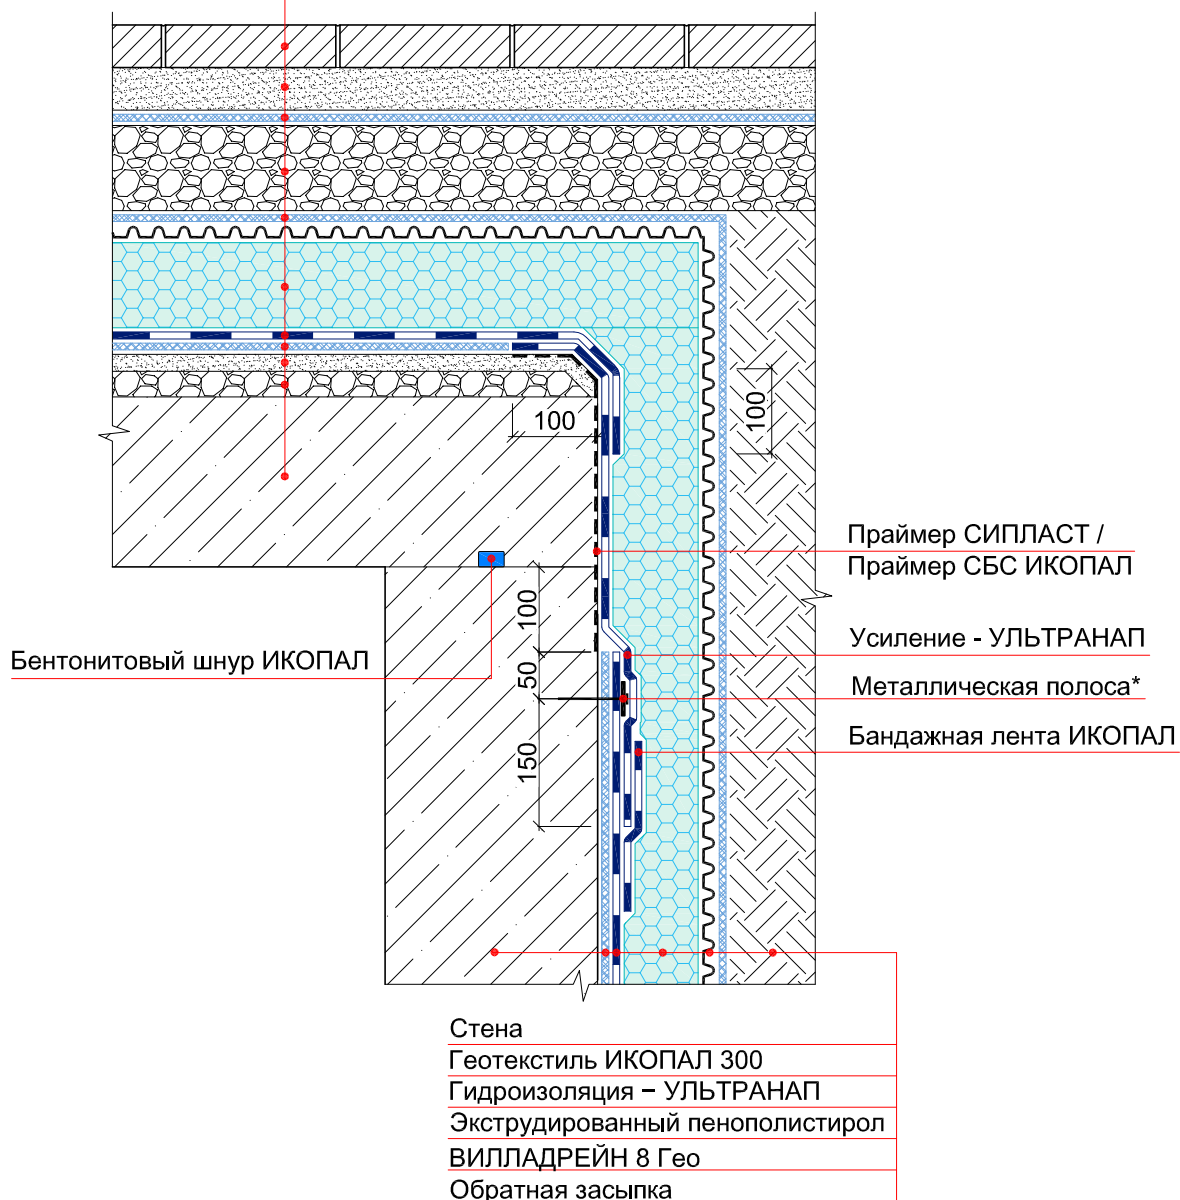 100
100
Праймер СИПЛАСТ /
Праймер СБС ИКОПАЛ
100
Усиление - УЛЬТРАНАП
Бентонитовый шнур ИКОПАЛ
50
Металлическая полоса*
Бандажная лента ИКОПАЛ
150
Стена
Геотекстиль ИКОПАЛ 300
Гидроизоляция – УЛЬТРАНАП
Экструдированный пенополистирол
ВИЛЛАДРЕЙН 8 Гео
Обратная засыпка